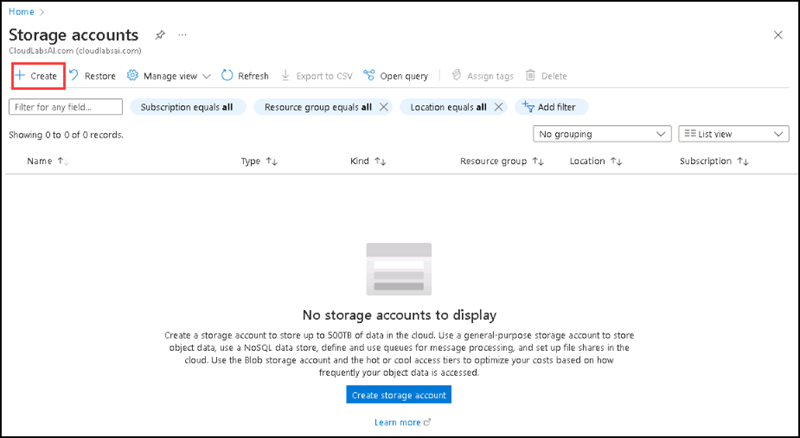 Home >
Storage accounts
CloudLabsAI.com (cloudlabsai.com)
Create Restore Manage view Refresh Export to CSV Open query Assign tags Delete
Filter for any field... Subscription equals all Resource group equals all Location equals all Add filter
Showing 0 to 0 of 0 records. No grouping List view
Name Type Kind Resource group Location Subscription
No storage accounts to display
Create a storage account to store up to 500TB of data in the cloud. Use a general-purpose storage account to store
object data, use a NoSQL data store, define and use queues for message processing, and set up file shares in the
cloud. Use the Blob storage account and the hot or cool access tiers to optimize your costs based on how
frequently your object data is accessed.
Create storage account
Learn more